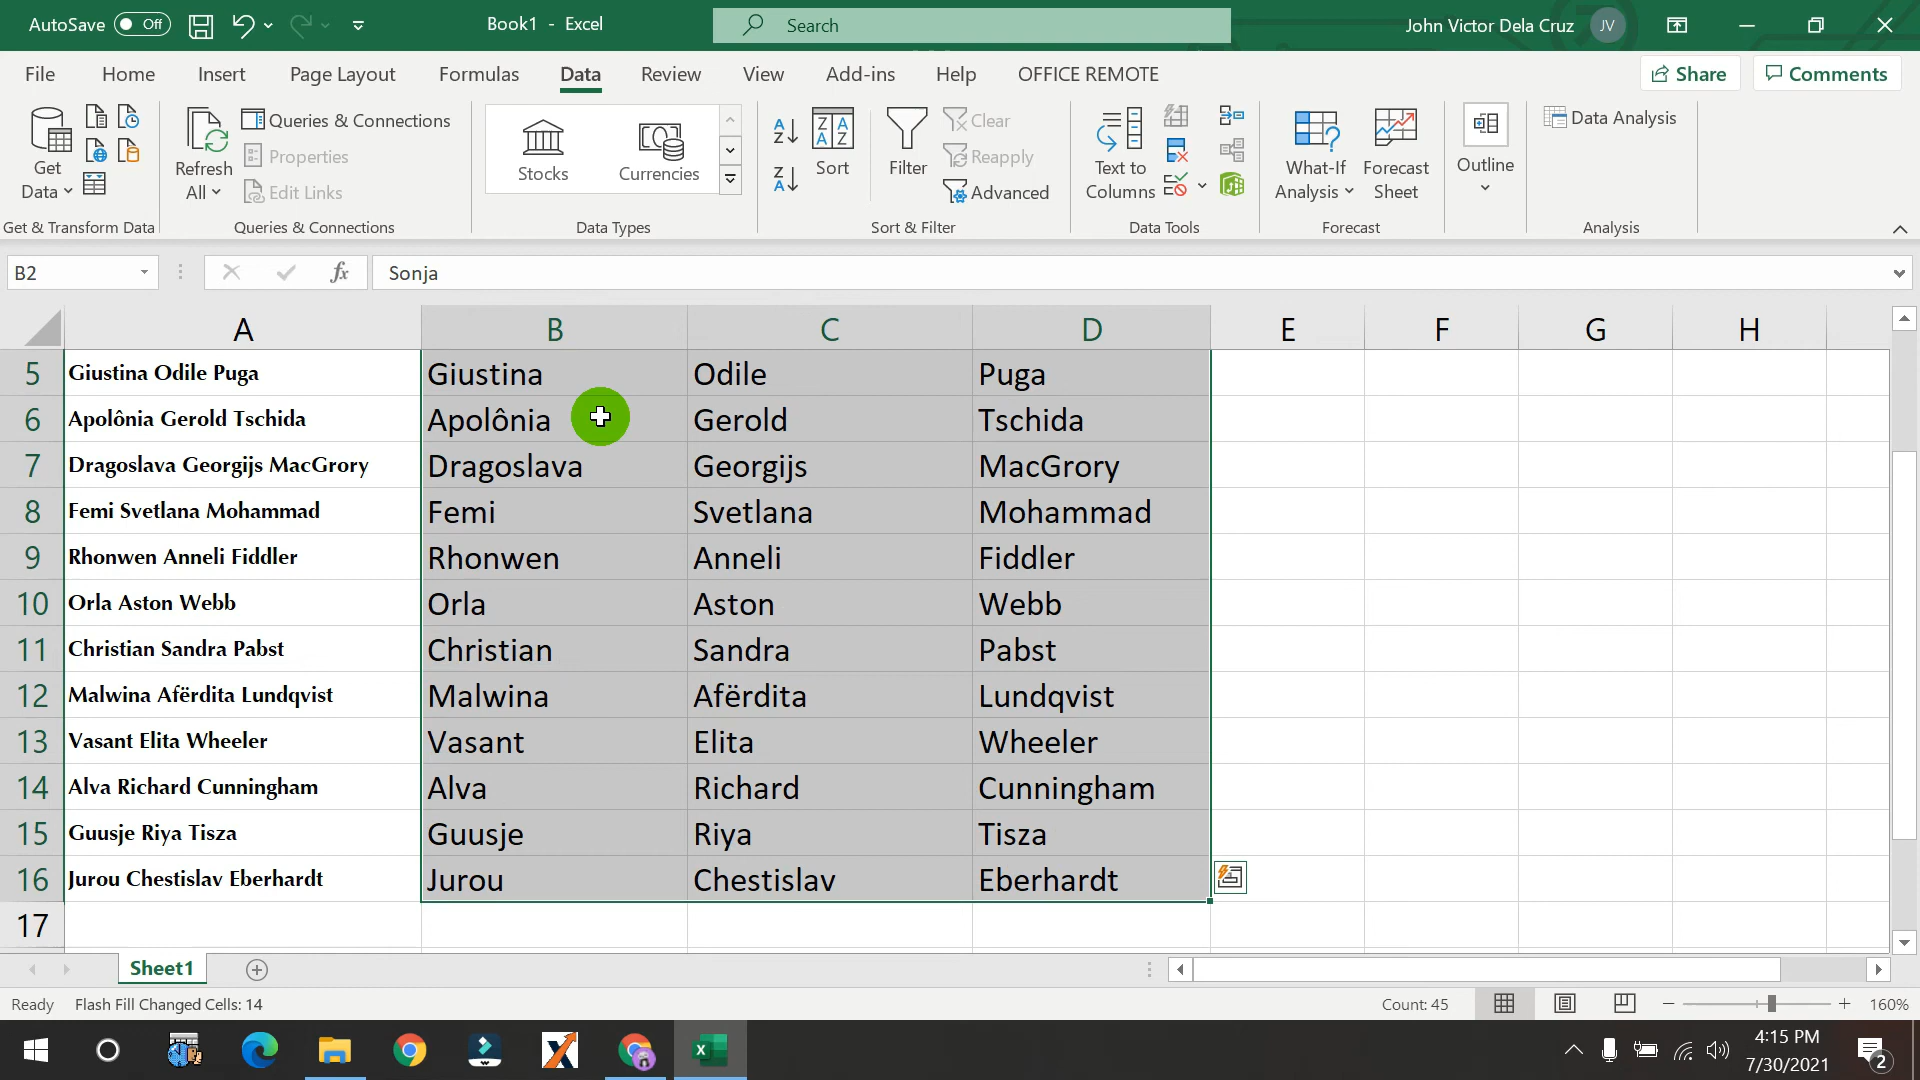 AutoSave Off Book1 - Excel Search John Victor Dela Cruz JV
File Home Insert Page Layout Formulas Data Review View Add-ins Help OFFICE REMOTE Share Comments
Get Data
Refresh All
Queries & Connections
Properties
Edit Links
Stocks
Currencies
Sort
Filter
Clear
Reapply
Advanced
Text to Columns
What-If Analysis
Forecast Sheet
Outline
Data Analysis
Get & Transform Data Queries & Connections Data Types Sort & Filter Data Tools Forecast Analysis
B2 fx Sonja
A B C D E F G H
5 Giustina Odile Puga Giustina Odile Puga
6 Apolônia Gerold Tschida Apolônia Gerold Tschida
7 Dragoslava Georgijs MacGrory Dragoslava Georgijs MacGrory
8 Femi Svetlana Mohammad Femi Svetlana Mohammad
9 Rhonwen Anneli Fiddler Rhonwen Anneli Fiddler
10 Orla Aston Webb Orla Aston Webb
11 Christian Sandra Pabst Christian Sandra Pabst
12 Malwina Afërdita Lundqvist Malwina Afërdita Lundqvist
13 Vasant Elita Wheeler Vasant Elita Wheeler
14 Alva Richard Cunningham Alva Richard Cunningham
15 Guusje Riya Tisza Guusje Riya Tisza
16 Jurou Chestislav Eberhardt Jurou Chestislav Eberhardt
17
Sheet1
Ready Flash Fill Changed Cells: 14 Count: 45 160%
4:15 PM
7/30/2021
2